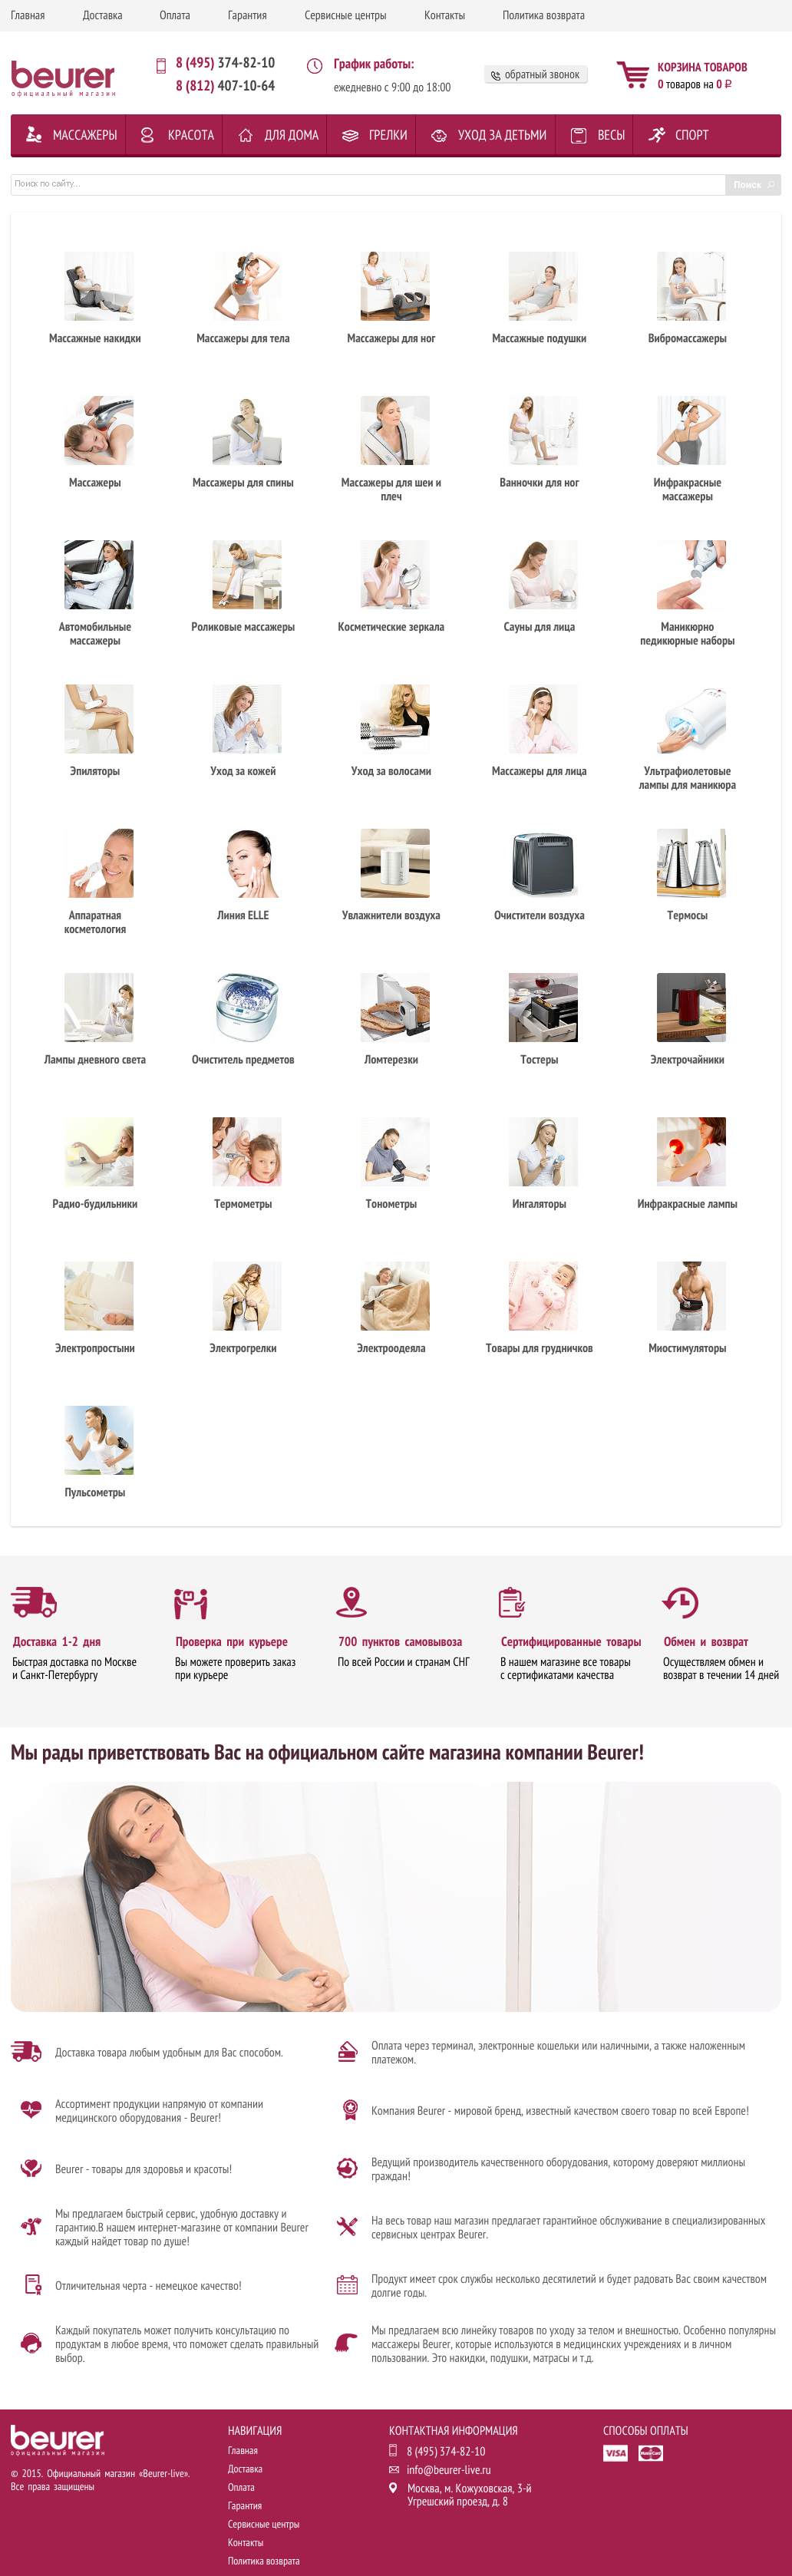 Главная Доставка Оплата Гарантия Сервисные центры Контакты Политика возврата
beurer
официальный магазин
8 (495) 374-82-10
8 (812) 407-10-64
График работы:
ежедневно с 9:00 до 18:00
обратный звонок
КОРЗИНА ТОВАРОВ
0 товаров на 0 ₽
МАССАЖЕРЫ КРАСОТА ДЛЯ ДОМА ГРЕЛКИ УХОД ЗА ДЕТЬМИ ВЕСЫ СПОРТ
Поиск по сайту... Поиск
Массажные накидки Массажеры для тела Массажеры для ног Массажные подушки Вибромассажеры
Массажеры Массажеры для спины Массажеры для шеи и плеч Ванночки для ног Инфракрасные массажеры
Автомобильные массажеры Роликовые массажеры Косметические зеркала Сауны для лица Маникюрно педикюрные наборы
Эпиляторы Уход за кожей Уход за волосами Массажеры для лица Ультрафиолетовые лампы для маникюра
Аппаратная косметология Линия ELLE Увлажнители воздуха Очистители воздуха Термосы
Лампы дневного света Очиститель предметов Ломтерезки Тостеры Электрочайники
Радио-будильники Термометры Тонометры Ингаляторы Инфракрасные лампы
Электропростыни Электрогрелки Электроодеяла Товары для грудничков Миостимуляторы
Пульсометры
Доставка 1-2 дня
Быстрая доставка по Москве
и Санкт-Петербургу
Проверка при курьере
Вы можете проверить заказ
при курьере
700 пунктов самовывоза
По всей России и странам СНГ
Сертифицированные товары
В нашем магазине все товары
с сертификатами качества
Обмен и возврат
Осуществляем обмен и
возврат в течении 14 дней
Мы рады приветствовать Вас на официальном сайте магазина компании Beurer!
Доставка товара любым удобным для Вас способом.
Оплата через терминал, электронные кошельки или наличными, а также наложенным
платежом.
Ассортимент продукции напрямую от компании
медицинского оборудования - Beurer!
Компания Beurer - мировой бренд, известный качеством своего товар по всей Европе!
Beurer - товары для здоровья и красоты!
Ведущий производитель качественного оборудования, которому доверяют миллионы
граждан!
Мы предлагаем быстрый сервис, удобную доставку и
гарантию.В нашем интернет-магазине от компании Beurer
каждый найдет товар по душе!
На весь товар наш магазин предлагает гарантийное обслуживание в специализированных
сервисных центрах Beurer.
Отличительная черта - немецкое качество!
Продукт имеет срок службы несколько десятилетий и будет радовать Вас своим качеством
долгие годы.
Каждый покупатель может получить консультацию по
продуктам в любое время, что поможет сделать правильный
выбор.
Мы предлагаем всю линейку товаров по уходу за телом и внешностью. Особенно популярны
массажеры Beurer, которые используются в медицинских учреждениях и в личном
пользовании. Это накидки, подушки, матрасы и т.д.
beurer
официальный магазин
© 2015. Официальный магазин «Beurer-live».
Все права защищены
НАВИГАЦИЯ
Главная
Доставка
Оплата
Гарантия
Сервисные центры
Контакты
Политика возврата
КОНТАКТНАЯ ИНФОРМАЦИЯ
8 (495) 374-82-10
info@beurer-live.ru
Москва, м. Кожуховская, 3-й
Угрешский проезд, д. 8
СПОСОБЫ ОПЛАТЫ
VISA MasterCard